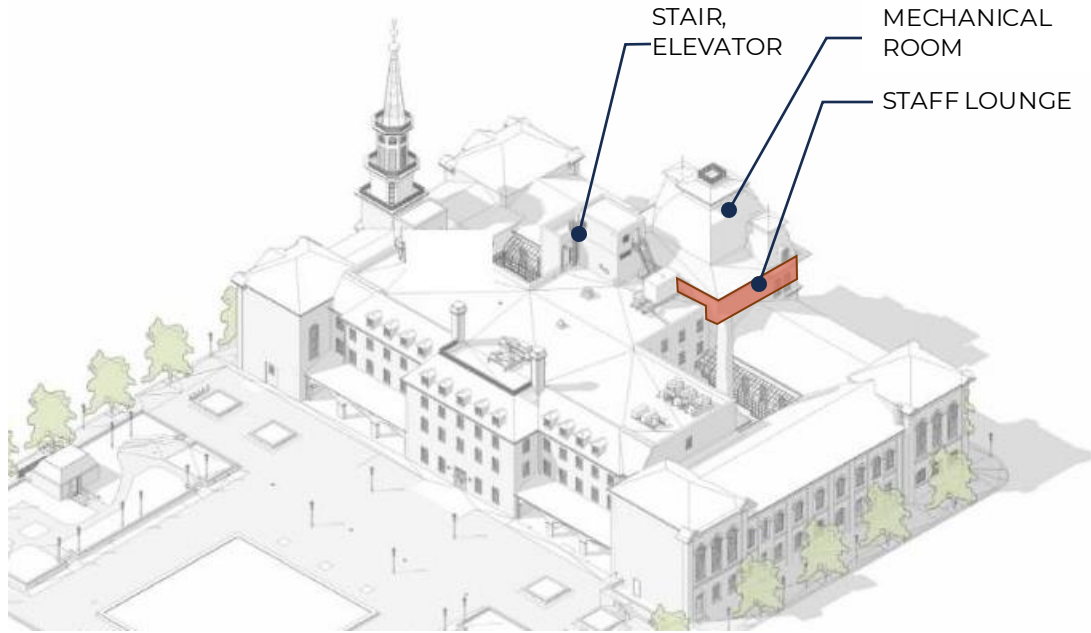 STAIR,
ELEVATOR
MECHANICAL
ROOM
STAFF LOUNGE